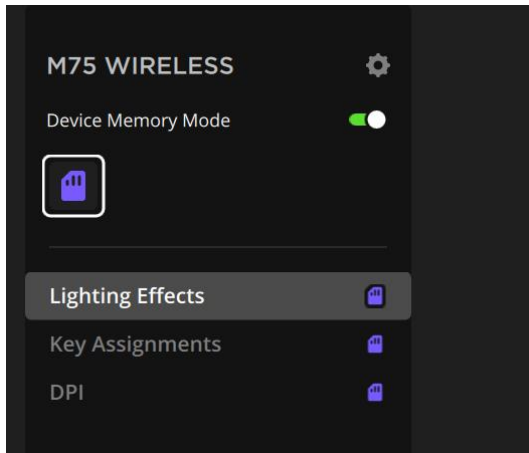 M75 WIRELESS
Device Memory Mode
Lighting Effects
Key Assignments
DPI